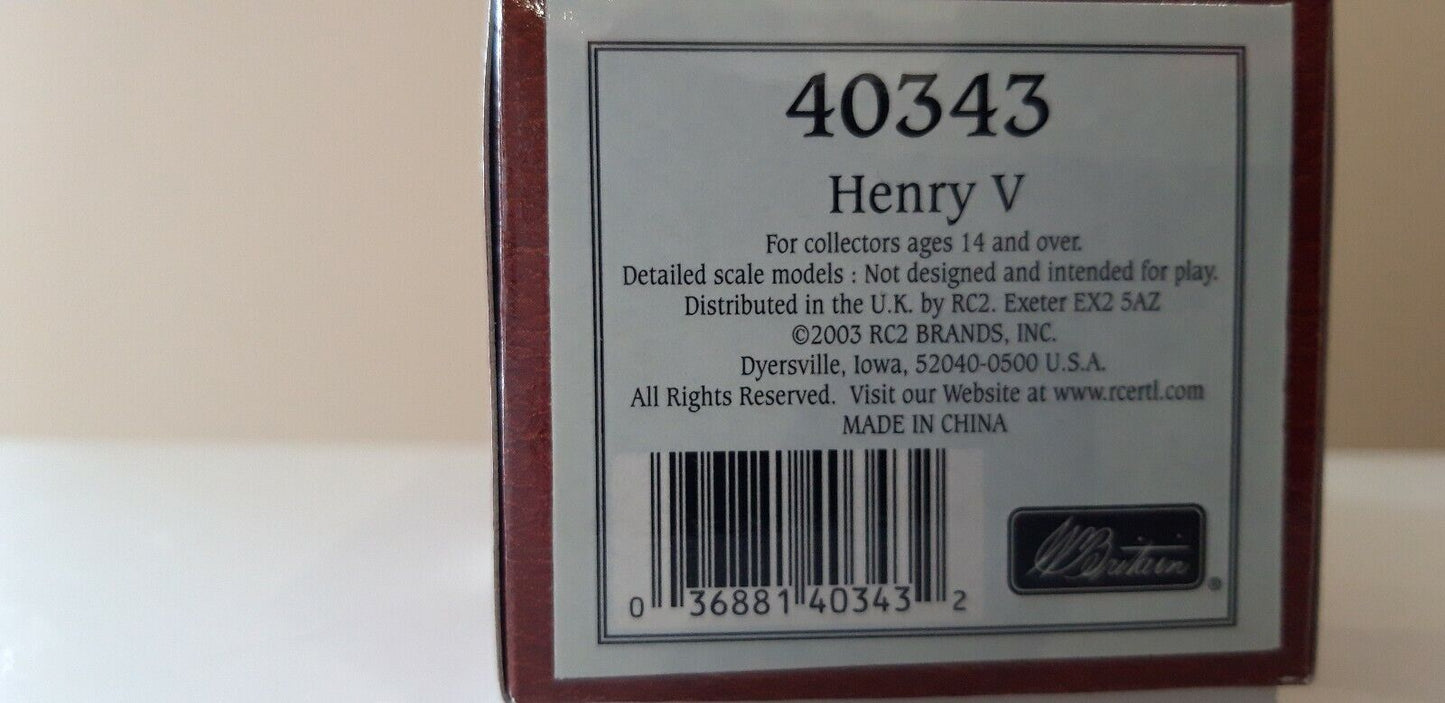 40343
Henry V
For collectors ages 14 and over.
Detailed scale models : Not designed and intended for play.
Distributed in the U.K. by RC2. Exeter EX2 5AZ
©2003 RC2 BRANDS, INC.
Dyersville, Iowa, 52040-0500 U.S.A.
All Rights Reserved. Visit our Website at www.rcertl.com
MADE IN CHINA
0 36881 40343 2
W Britain ®